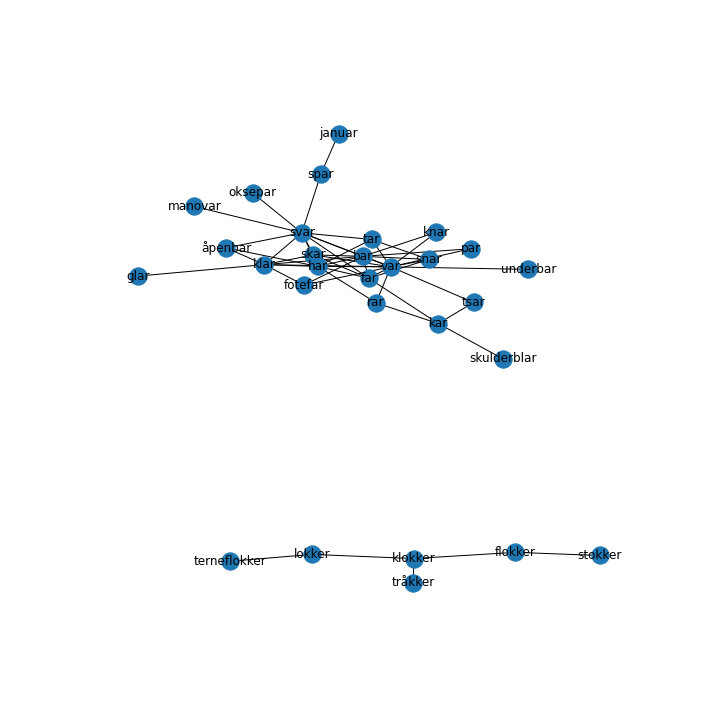 januar
spar
oksepar
manovar
svar
tar
knar
åpenbar
par
skar
bar
snar
klar
har
var
underbar
glar
fotefar
far
rar
tsar
kar
skulderblar
flokker
stokker
lokker
klokker
terneflokker
tråkker